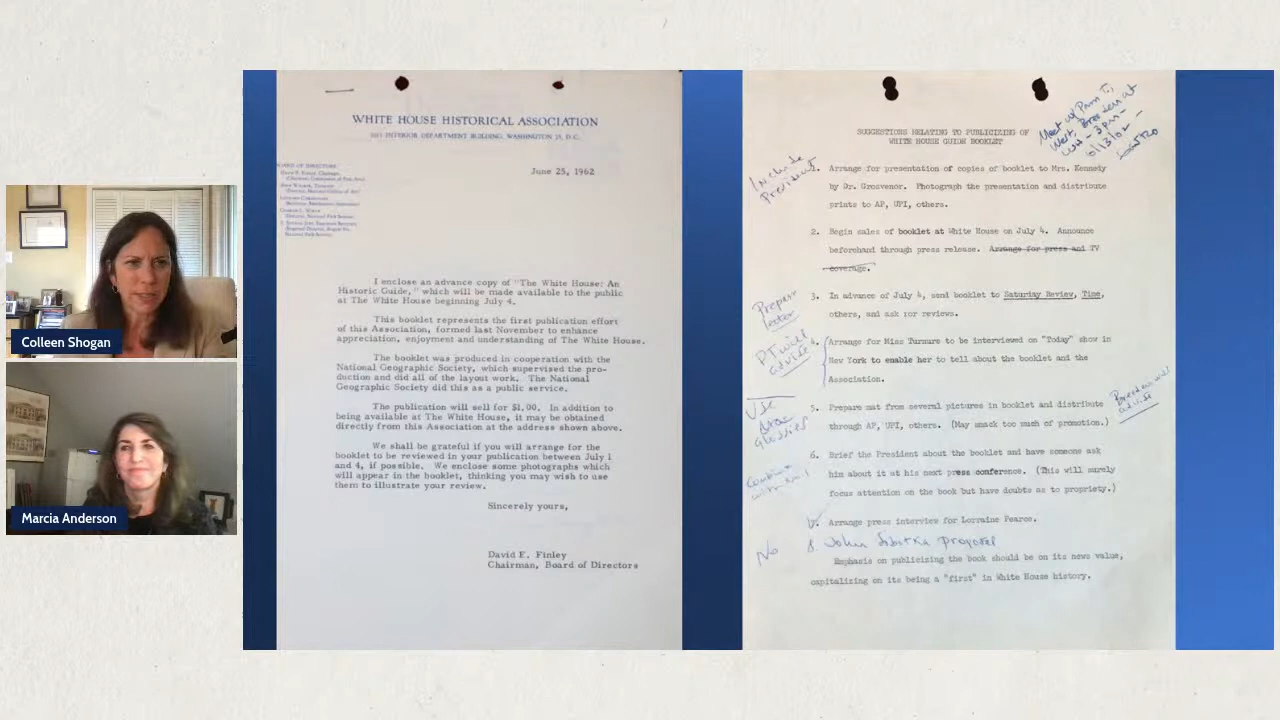 Colleen Shogan
Marcia Anderson
WHITE HOUSE HISTORICAL ASSOCIATION
INTERIOR DEPARTMENT BUILDING, WASHINGTON 25, D.C.
BOARD OF DIRECTORS
June 25, 1962
I enclose an advance copy of "The White House: An
Historic Guide," which will be made available to the public
at The White House beginning July 4.
This booklet represents the first publication effort
of this Association, formed last November to enhance
appreciation, enjoyment and understanding of The White House.
The booklet was produced in cooperation with the
National Geographic Society, which supervised the pro-
duction and did all of the layout work. The National
Geographic Society did this as a public service.
The publication will sell for $1.00. In addition to
being available at The White House, it may be obtained
directly from this Association at the address shown above.
We shall be grateful if you will arrange for the
booklet to be reviewed in your publication between July 1
and 4, if possible. We enclose some photographs which
will appear in the booklet, thinking you may wish to use
them to illustrate your review.
Sincerely yours,
David E. Finley
Chairman, Board of Directors
SUGGESTIONS RELATING TO PUBLICIZING OF
WHITE HOUSE GUIDE BOOKLET
include
President
1. Arrange for presentation of copies of booklet to Mrs. Kennedy
by Dr. Grosvenor. Photograph the presentation and distribute
prints to AP, UPI, others.
2. Begin sales of booklet at White House on July 4. Announce
beforehand through press release. Arrange for press and TV
coverage.
Prepare
letter
3. In advance of July 4, send booklet to Saturday Review, Time,
others, and ask for reviews.
PT will
advise
4. Arrange for Miss Turnure to be interviewed on "Today" show in
New York to enable her to tell about the booklet and the
Association.
Use
glossies
5. Prepare mat from several pictures in booklet and distribute
through AP, UPI, others. (May smack too much of promotion.)
Breeden will
advise
Combine
6. Brief the President about the booklet and have someone ask
him about it at his next press conference. (This will surely
focus attention on the book but have doubts as to propriety.)
7. Arrange press interview for Lorraine Pearce.
No
8. John proposal
Emphasis on publicizing the book should be on its news value,
capitalizing on its being a "first" in White House history.